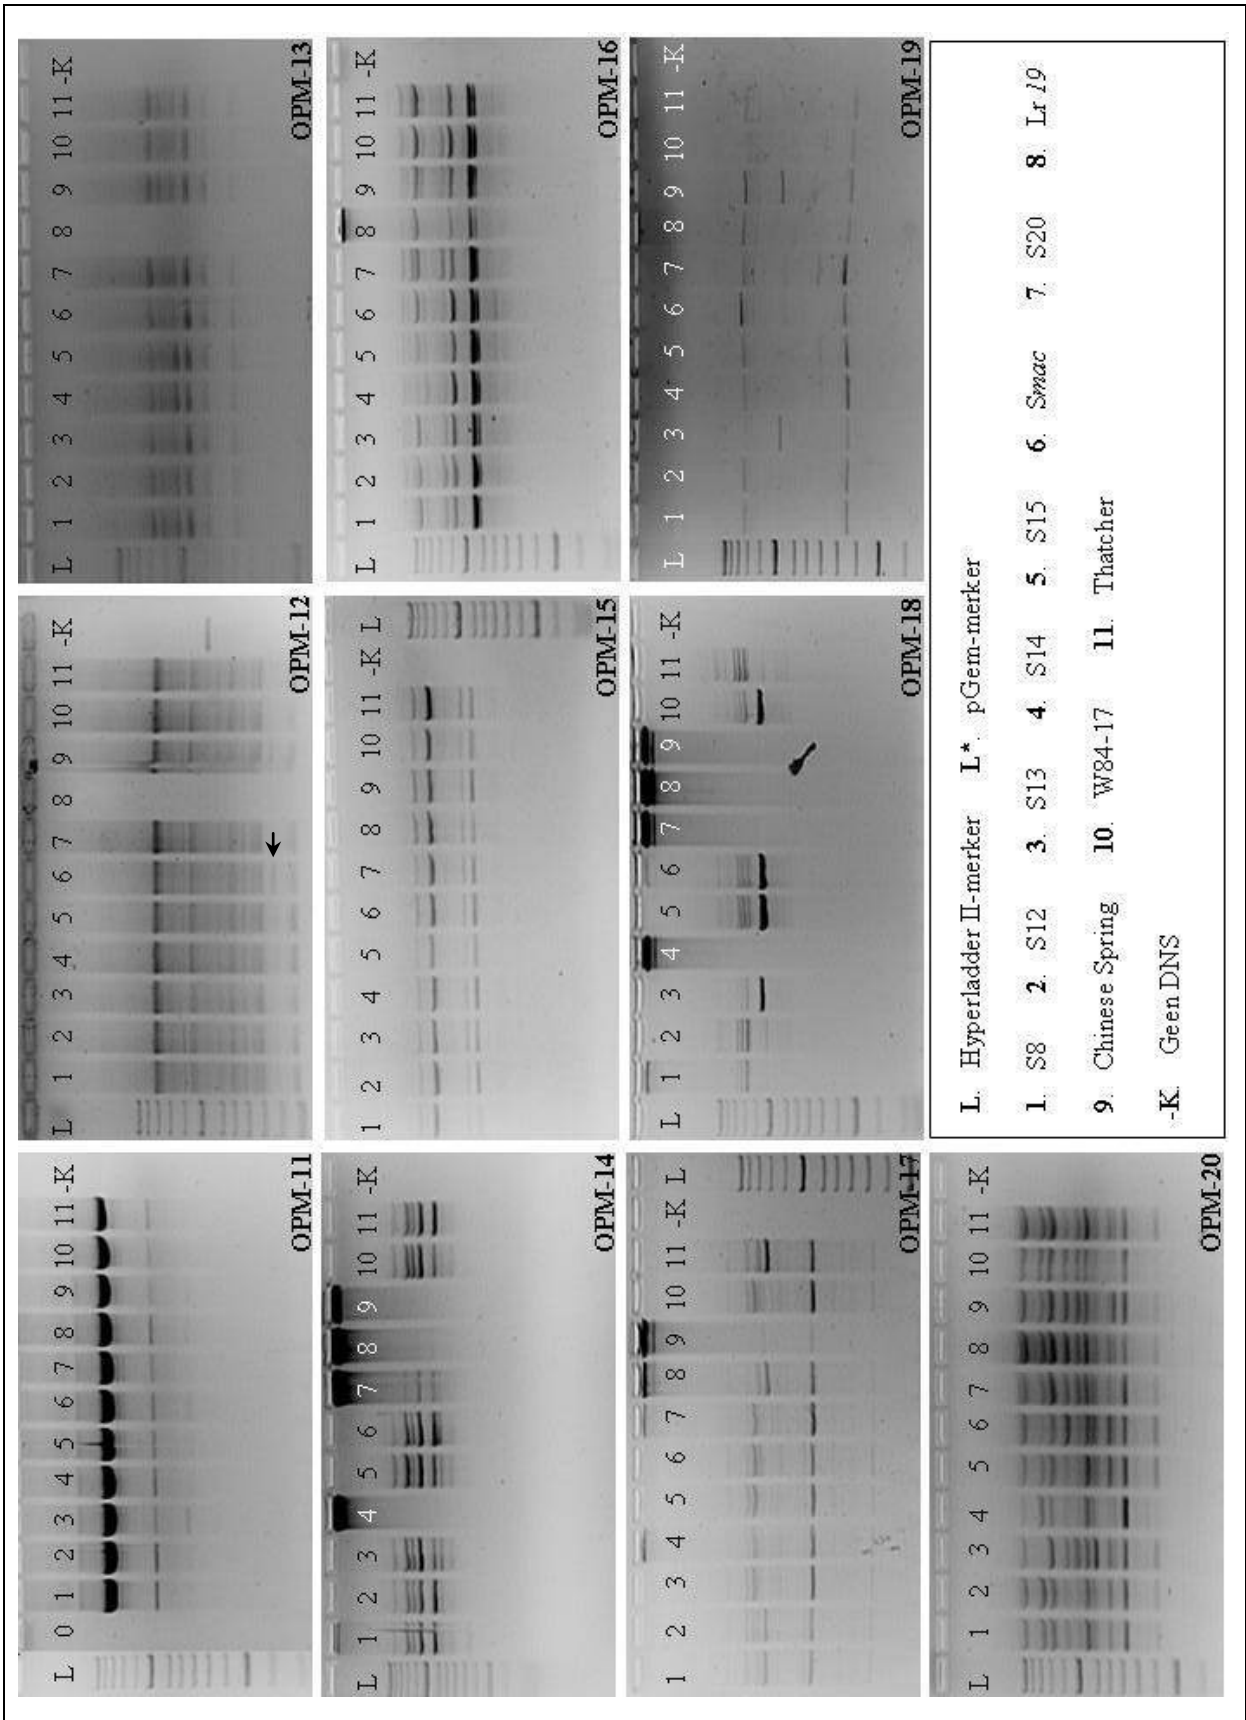 L 0 1 2 3 4 5 6 7 8 9 10 11 -K
OPM-11
L 1 2 3 4 5 6 7 8 9 10 11 -K
OPM-12
L 1 2 3 4 5 6 7 8 9 10 11 -K
OPM-13
L 1 2 3 4 5 6 7 8 9 10 11 -K
OPM-14
1 2 3 4 5 6 7 8 9 10 11 -K L
OPM-15
L 1 2 3 4 5 6 7 8 9 10 11 -K
OPM-16
1 2 3 4 5 6 7 8 9 10 11 -K L
OPM-17
L 1 2 3 4 5 6 7 8 9 10 11 -K
OPM-18
L 1 2 3 4 5 6 7 8 9 10 11 -K
OPM-19
L 1 2 3 4 5 6 7 8 9 10 11 -K
OPM-20
L. Hyperladder II-merker L*. pGem-merker
1. S8 2. S12 3. S13 4. S14 5. S15 6. Smac 7. S20 8. Lr 19
9. Chinese Spring 10. W84-17 11. Thatcher
-K. Geen DNS